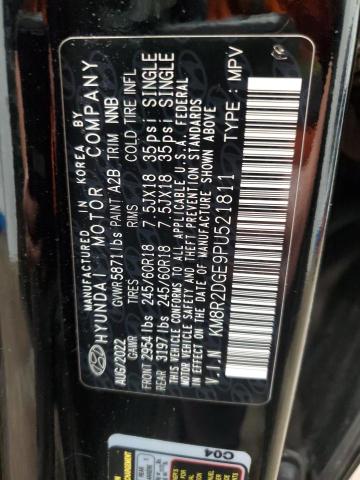 MANUFACTURED IN KOREA BY
HYUNDAI MOTOR COMPANY
AUG/2022 GVWR 5871lbs PAINT A2B TRIM NNB
GAWR TIRES RIMS COLD TIRE INFL
FRONT 2954 lbs 245/60R18 7.5JX18 35psi SINGLE
REAR 3197 lbs 245/60R18 7.5JX18 35psi SINGLE
THIS VEHICLE CONFORMS TO ALL APPLICABLE U.S.A. FEDERAL
MOTOR VEHICLE SAFETY AND THEFT PREVENTION STANDARDS
IN EFFECT ON THE DATE OF MANUFACTURE SHOWN ABOVE
V.I.N : KM8R2DGE9PU521811 TYPE : MPV
C04